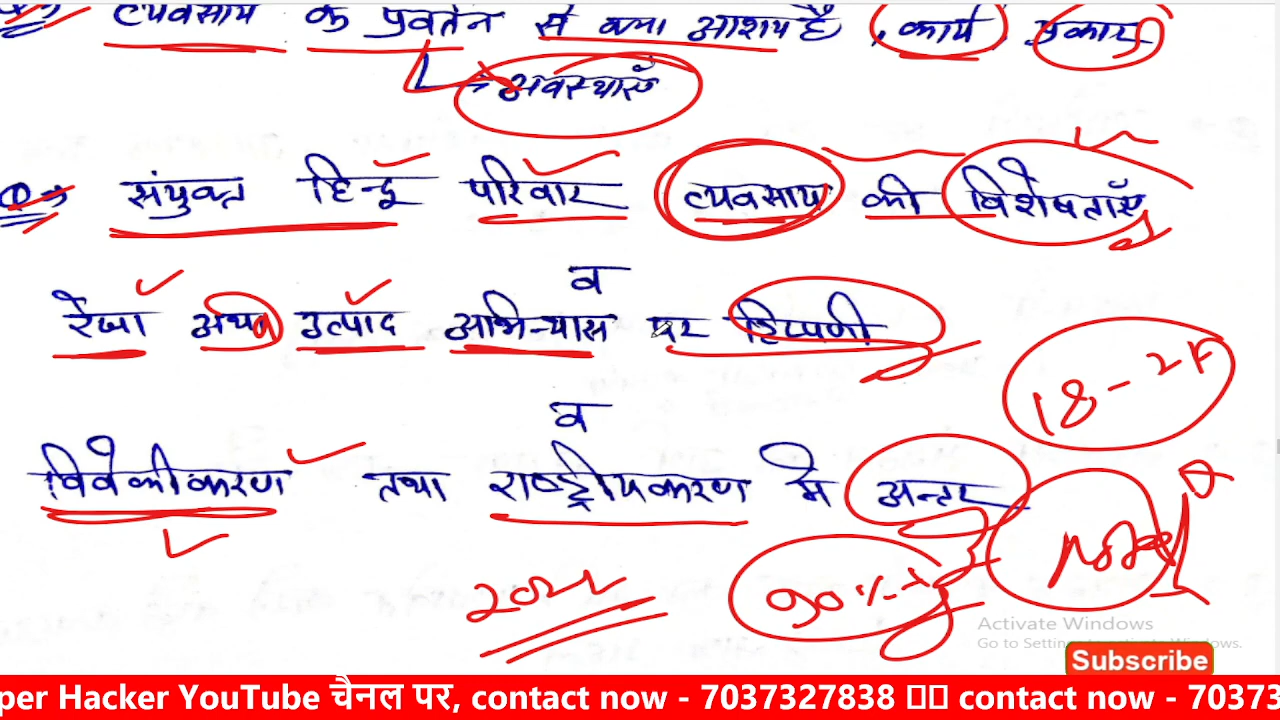 व्यवसाय के प्रवर्तन से क्या आशय है , कार्य प्रकार्य
↳ अवस्थाएँ
Q⇒ संयुक्त हिन्दू परिवार व्यवसाय की विशेषताएँ
व
रेखा अथवा उत्पाद अभिन्यास पर टिप्पणी
18-2
व
विवेकीकरण तथा राष्ट्रीयकरण में अन्तर
90%
Activate Windows
Go to Settings to activate Windows.
Subscribe
per Hacker YouTube चैनल पर, contact now - 7037327838 contact now - 70373